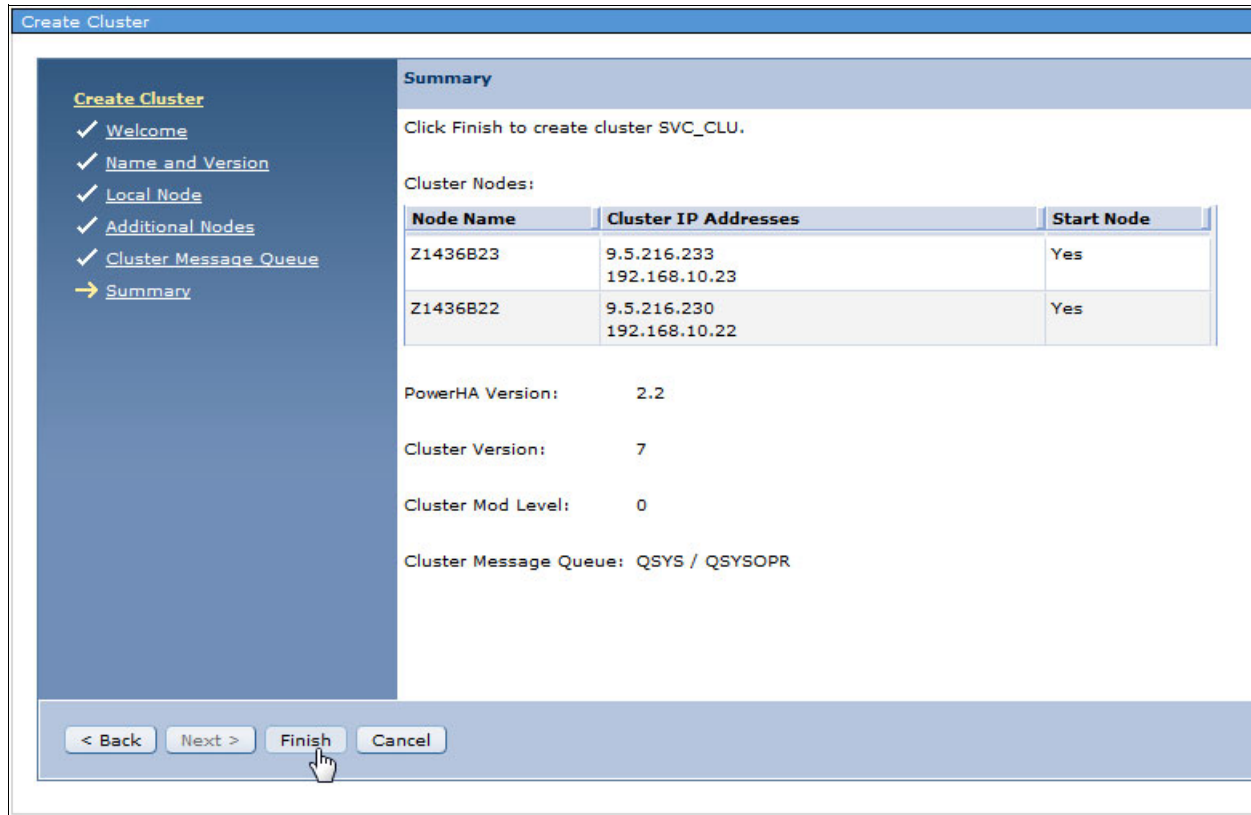 Create Cluster
Create Cluster
Welcome
Name and Version
Local Node
Additional Nodes
Cluster Message Queue
Summary
Summary
Click Finish to create cluster SVC_CLU.
Cluster Nodes:
Node Name Cluster IP Addresses Start Node
Z1436B23 9.5.216.233 Yes
192.168.10.23
Z1436B22 9.5.216.230 Yes
192.168.10.22
PowerHA Version: 2.2
Cluster Version: 7
Cluster Mod Level: 0
Cluster Message Queue: QSYS / QSYSOPR
< Back Next > Finish Cancel